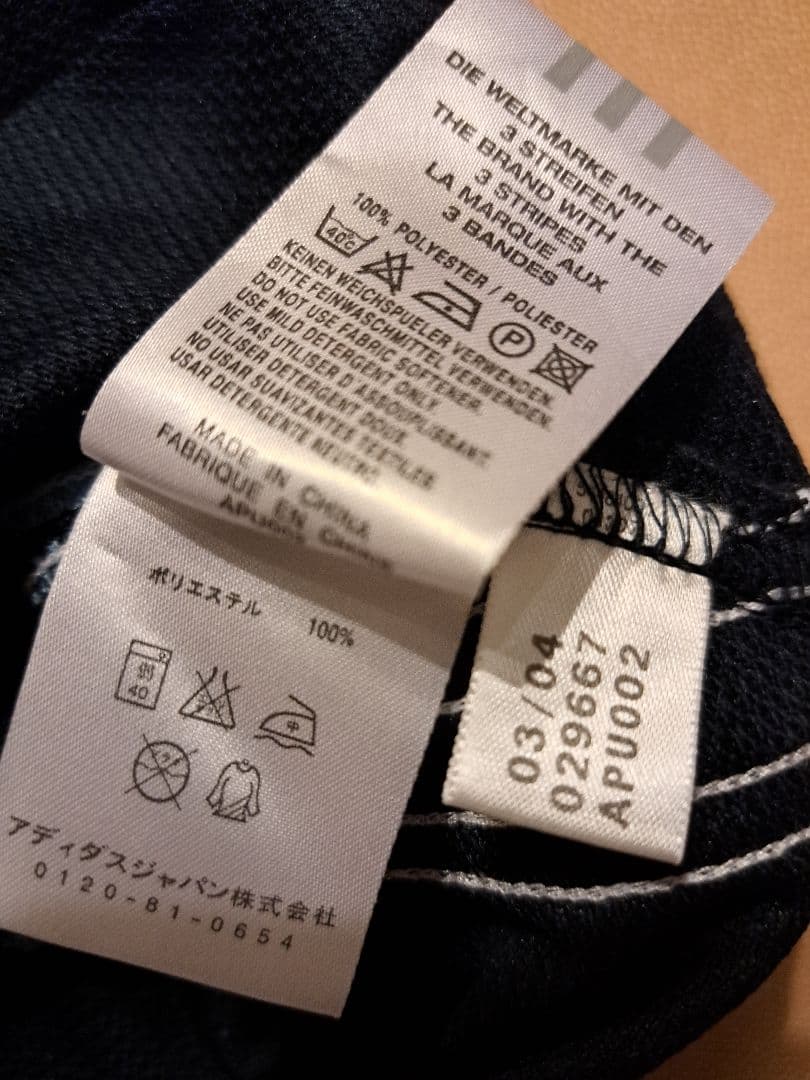 DIE WELTMARKE MIT DEN
3 STREIFEN
THE BRAND WITH THE
3 STRIPES
LA MARQUE AUX
3 BANDES
100% POLYESTER / POLIESTER
40C
P
KEINEN WEICHSPUELER VERWENDEN.
BITTE FEINWASCHMITTEL VERWENDEN.
DO NOT USE FABRIC SOFTENER.
USE MILD DETERGENT ONLY.
NE PAS UTILISER D ASSOUPLISSANT.
UTILISER DETERGENT DOUX.
NO USAR SUAVIZANTES TEXTILES
USAR DETERGENTE NEUTRO.
MADE IN CHINA
FABRIQUE EN CHINE
APU002
ポリエステル 100%
40
中
アディダスジャパン株式会社
0120-81-0654
03/04
029667
APU002